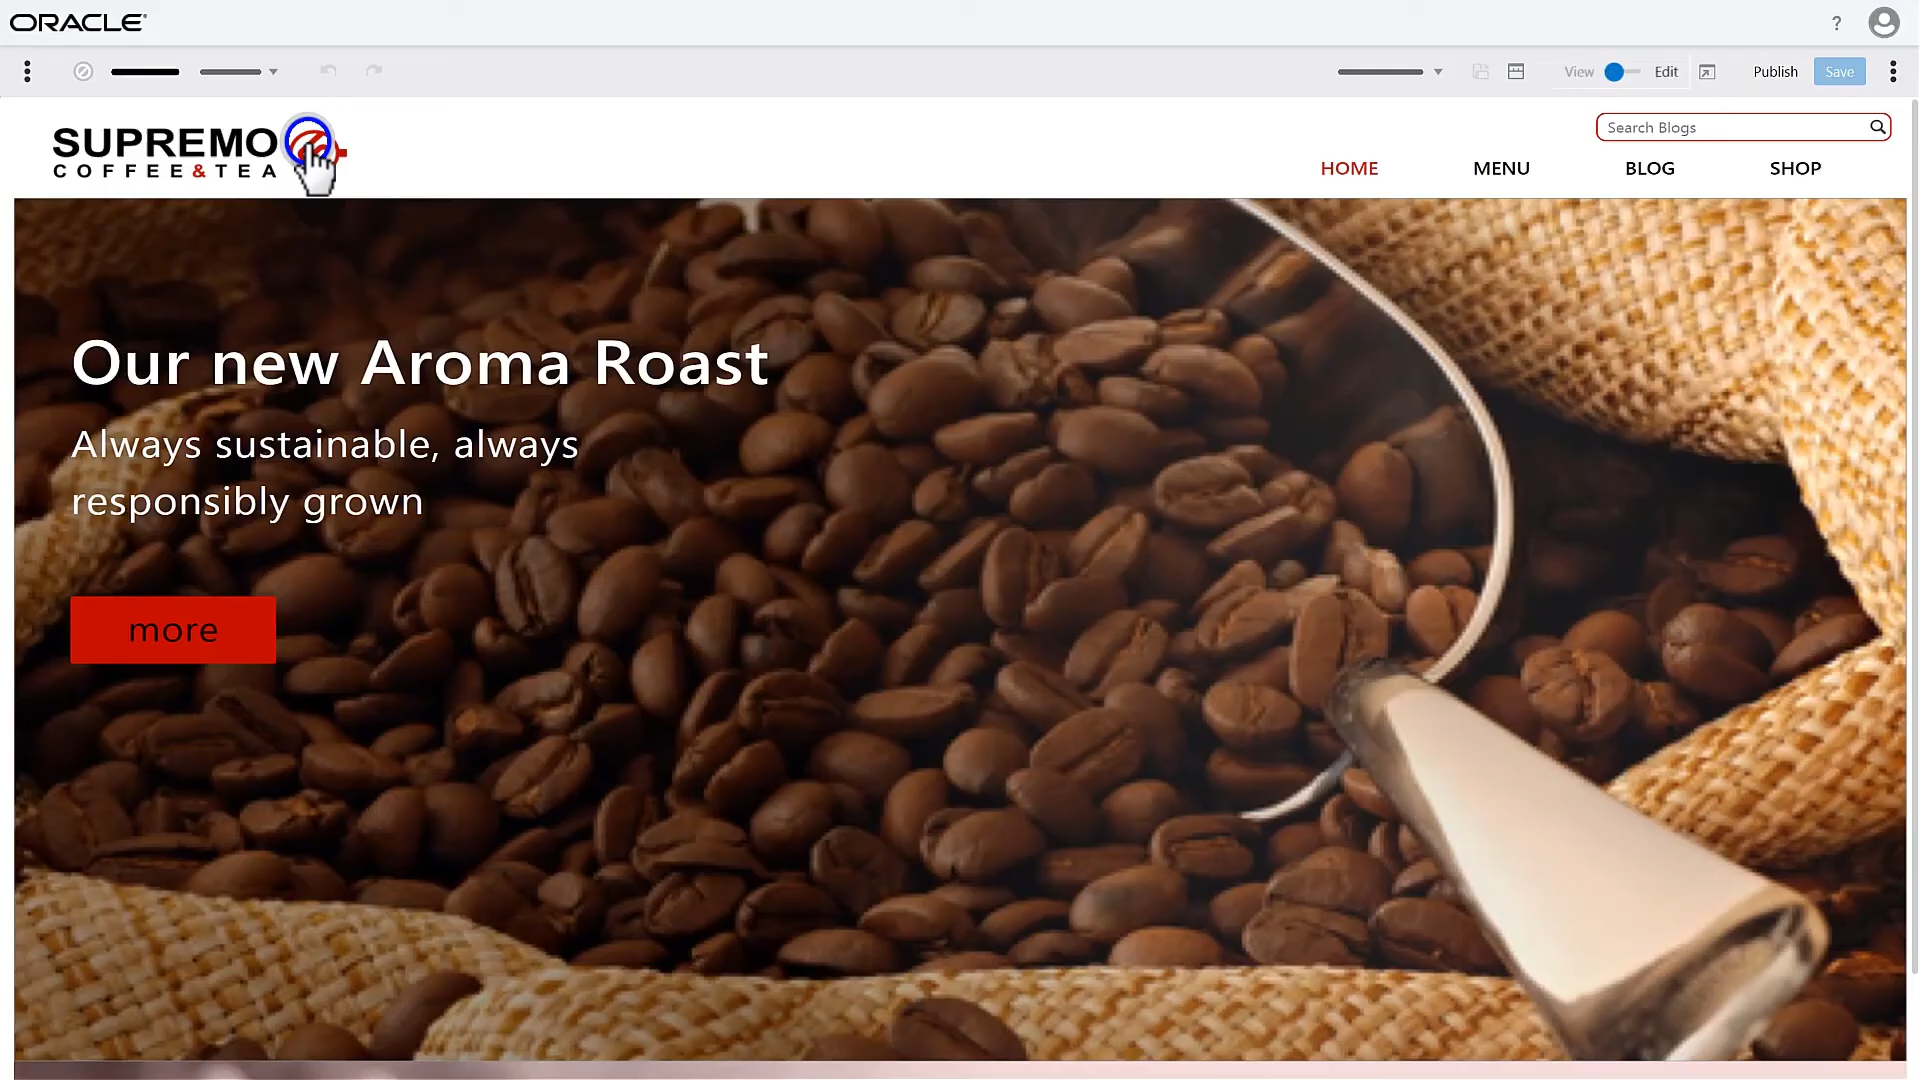 ORACLE
?
View Edit Publish Save
SUPREMO
COFFEE&TEA
Search Blogs
HOME MENU BLOG SHOP
Our new Aroma Roast
Always sustainable, always
responsibly grown
more